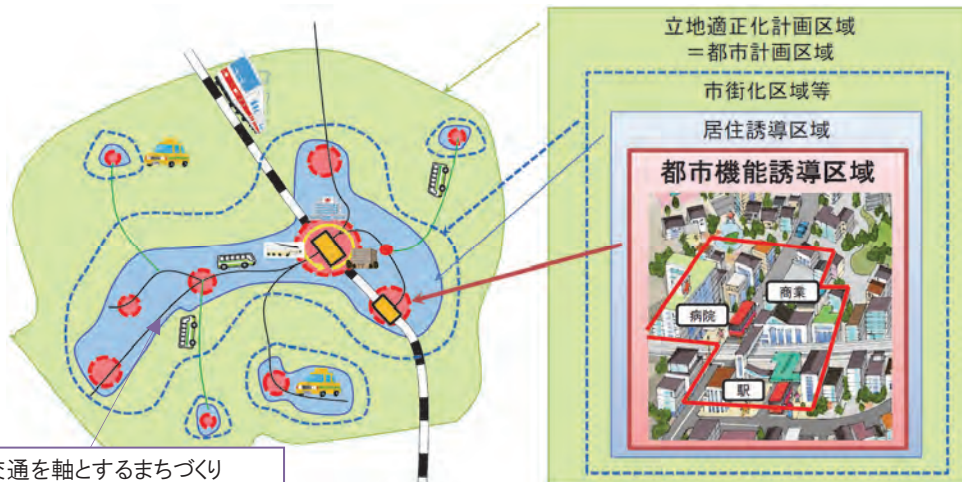 立地適正化計画区域
＝都市計画区域
市街化区域等
居住誘導区域
都市機能誘導区域
商業
病院
駅
交通を軸とするまちづくり